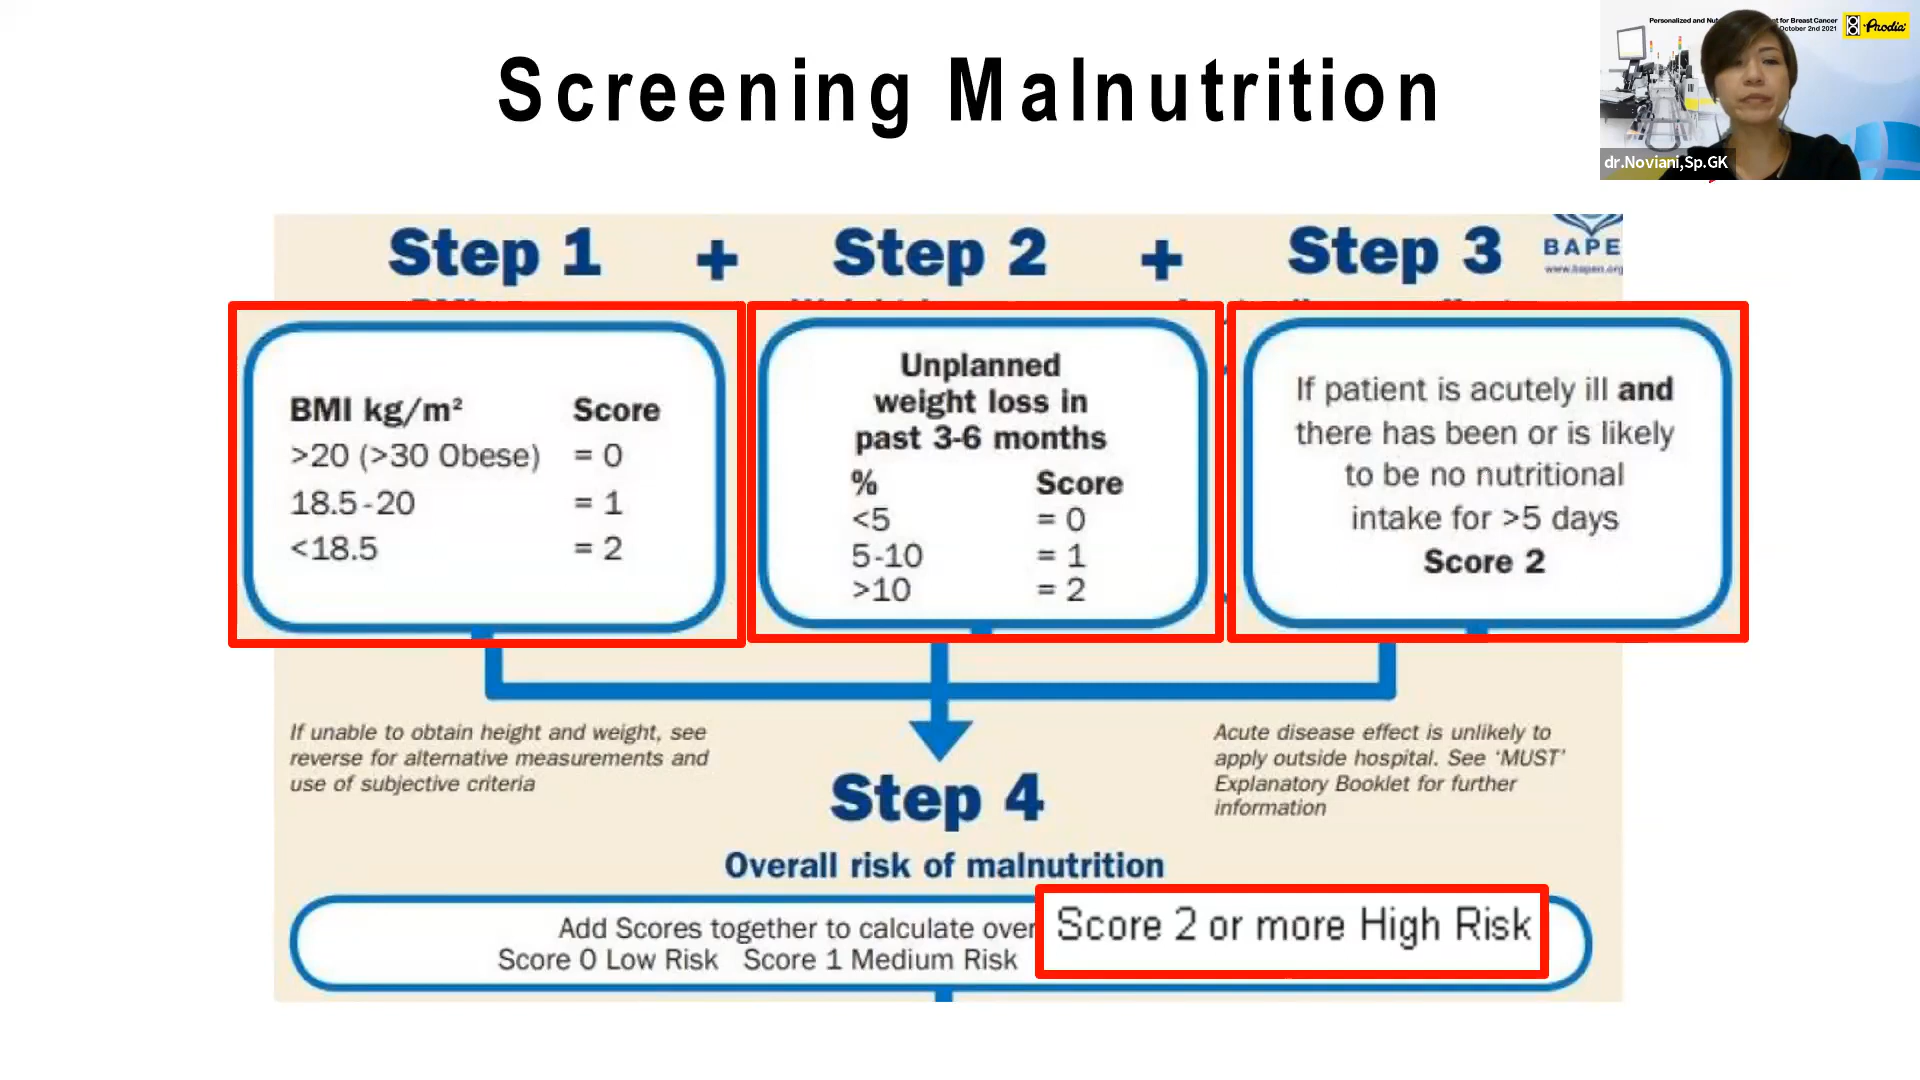 Screening Malnutrition
Personalized and Nut
t for Breast Cancer
October 2nd 2021
Prodia
dr.Noviani,Sp.GK
Step 1 + Step 2 + Step 3
BAPE
www.bapen.org
BMI kg/m² Score
>20 (>30 Obese) = 0
18.5-20 = 1
<18.5 = 2
Unplanned
weight loss in
past 3-6 months
% Score
<5 = 0
5-10 = 1
>10 = 2
If patient is acutely ill and
there has been or is likely
to be no nutritional
intake for >5 days
Score 2
If unable to obtain height and weight, see
reverse for alternative measurements and
use of subjective criteria
Acute disease effect is unlikely to
apply outside hospital. See ‘MUST’
Explanatory Booklet for further
information
Step 4
Overall risk of malnutrition
Add Scores together to calculate over
Score 0 Low Risk Score 1 Medium Risk
Score 2 or more High Risk